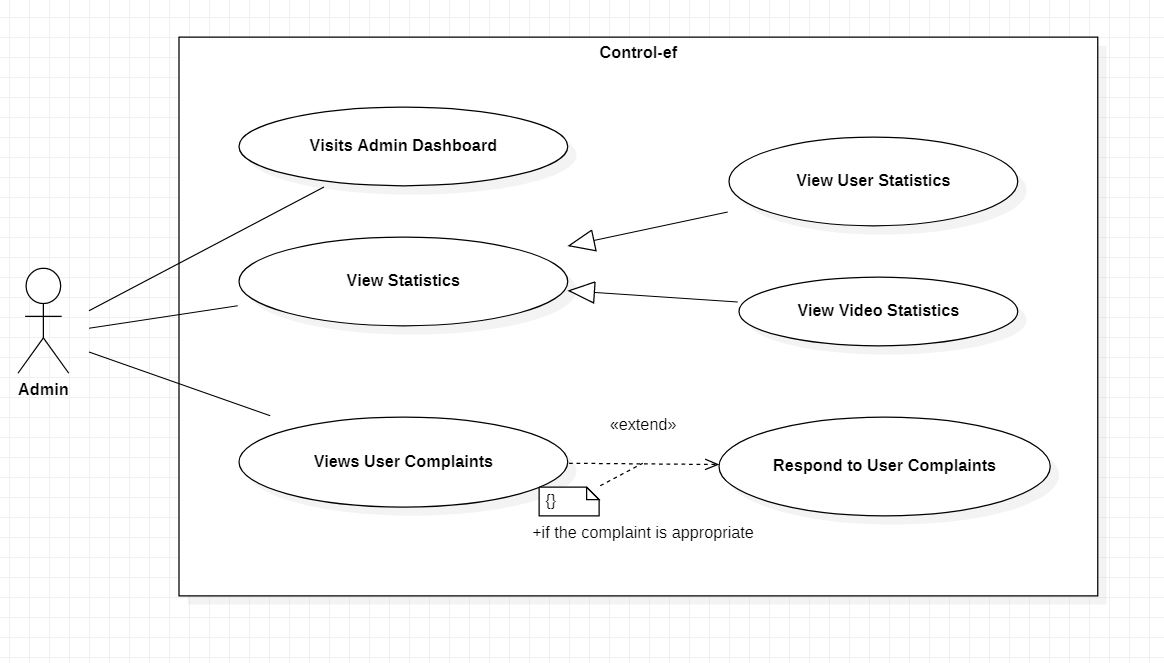 Control-ef
Visits Admin Dashboard
View User Statistics
View Statistics
View Video Statistics
Admin
«extend»
Views User Complaints
Respond to User Complaints
{}
+if the complaint is appropriate